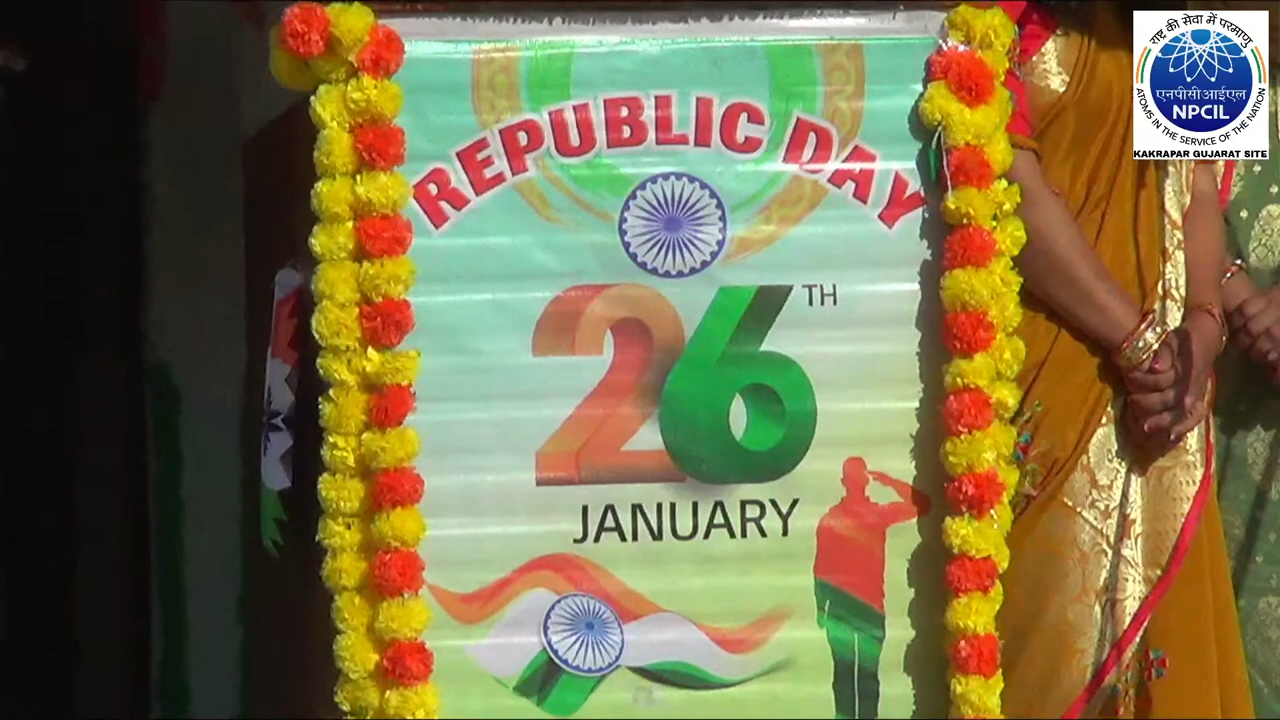 REPUBLIC DAY
26TH
JANUARY
राष्ट्र की सेवा में परमाणु
एनपीसीआईएल
NPCIL
ATOMS IN THE SERVICE OF THE NATION
KAKRAPAR GUJARAT SITE